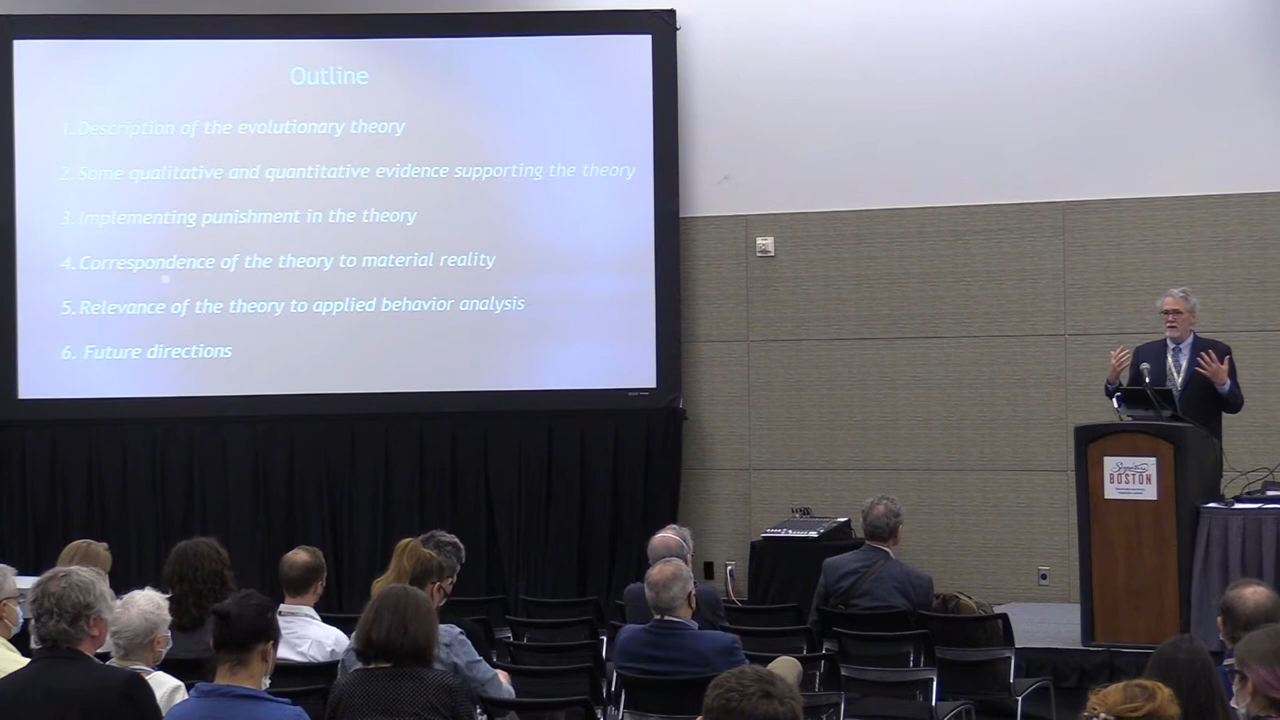 Outline
1. Description of the evolutionary theory
2. Some qualitative and quantitative evidence supporting the theory
3. Implementing punishment in the theory
4. Correspondence of the theory to material reality
5. Relevance of the theory to applied behavior analysis
6. Future directions
Signature
BOSTON